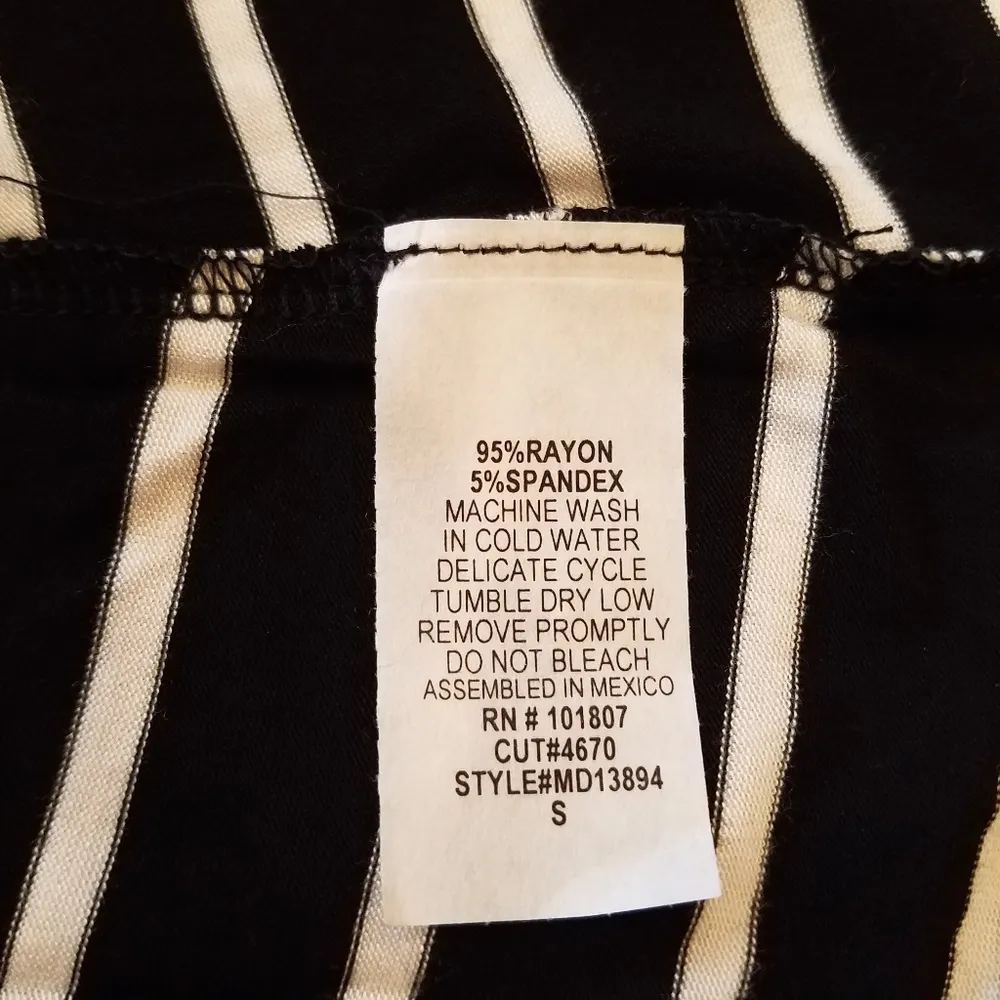 95%RAYON
5%SPANDEX
MACHINE WASH
IN COLD WATER
DELICATE CYCLE
TUMBLE DRY LOW
REMOVE PROMPTLY
DO NOT BLEACH
ASSEMBLED IN MEXICO
RN # 101807
CUT#4670
STYLE#MD13894
S